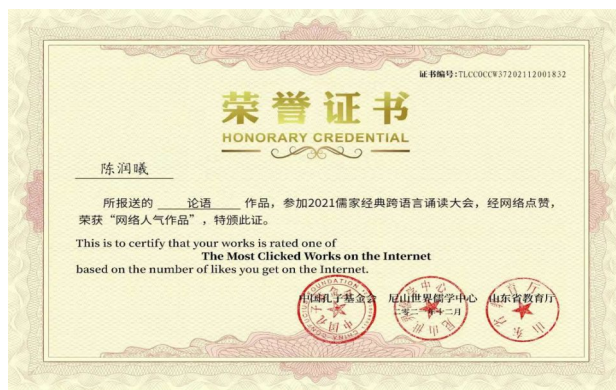 证书编号:TLCCOCCW37202112001832
荣誉证书
HONORARY CREDENTIAL
陈润曦
所报送的 论语 作品，参加2021儒家经典跨语言诵读大会，经网络点赞，
荣获“网络人气作品”，特颁此证。
This is to certify that your works is rated one of
The Most Clicked Works on the Internet
based on the number of likes you get on the Internet.
中国孔子基金会 尼山世界儒学中心 山东省教育厅
二零二一年十二月